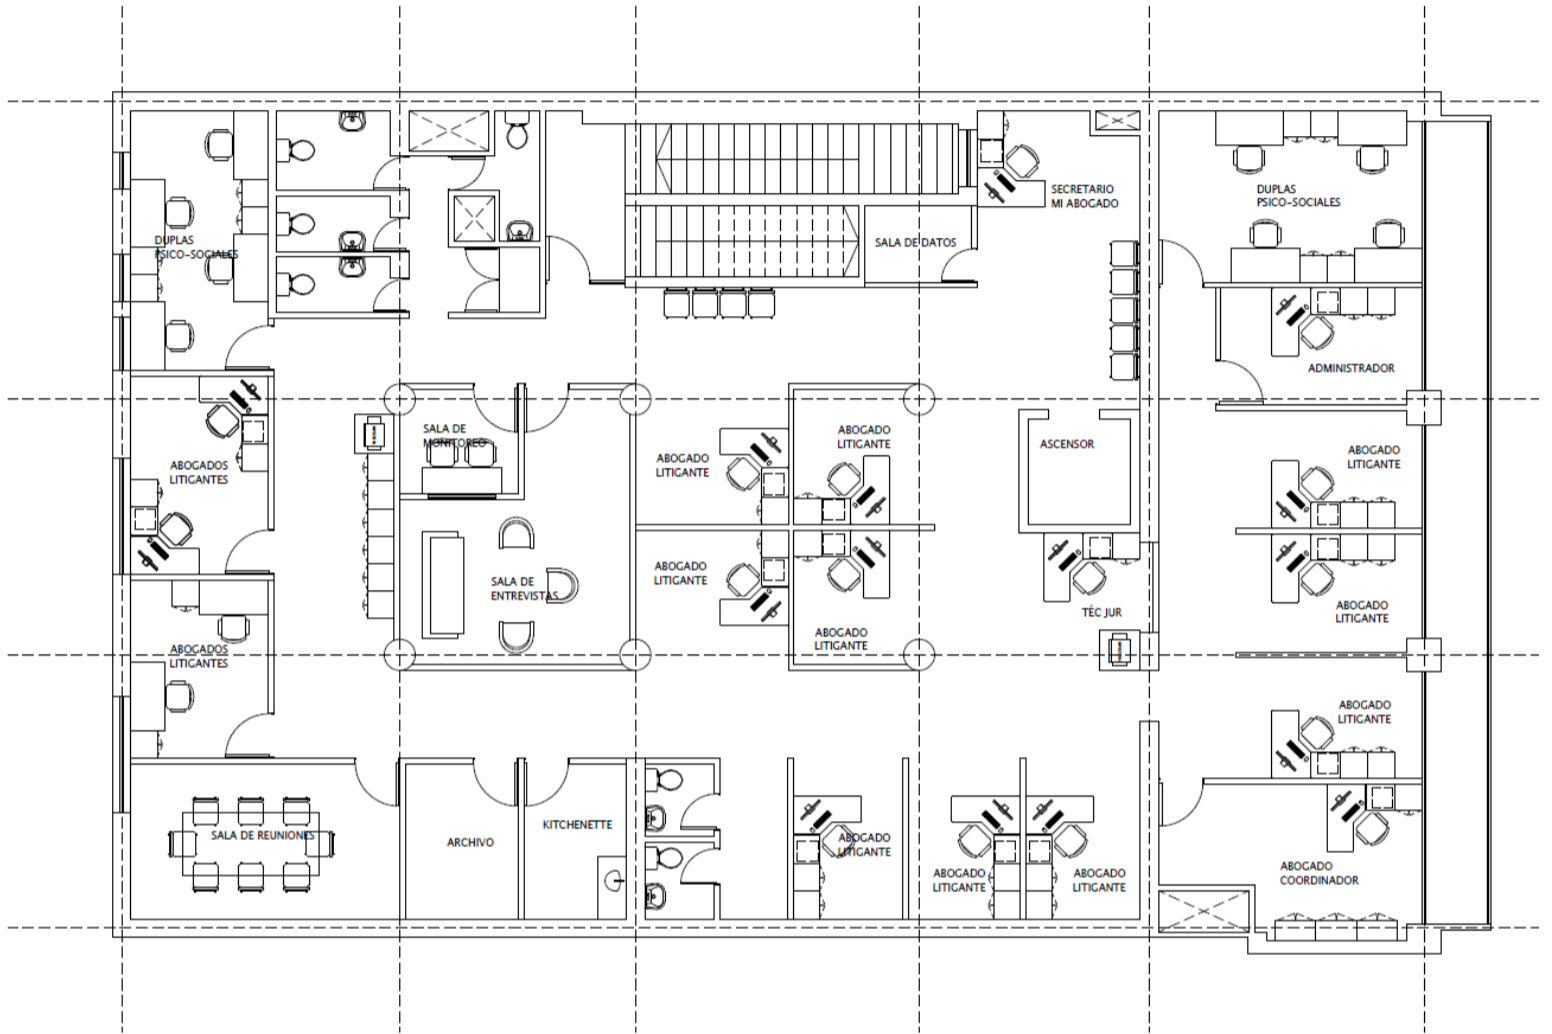 SECRETARIO
MI ABOGADO
DUPLAS
PSICO-SOCIALES
DUPLAS
PSICO-SOCIALES
SALA DE DATOS
ADMINISTRADOR
SALA DE
MONITOREO
ABOGADO
LITIGANTE
ABOGADO
LITIGANTE
ASCENSOR
ABOGADO
LITIGANTE
ABOGADOS
LITIGANTES
ABOGADO
LITIGANTE
SALA DE
ENTREVISTAS
TÉC JUR
ABOGADO
LITIGANTE
ABOGADO
LITIGANTE
ABOGADOS
LITIGANTES
ABOGADO
LITIGANTE
SALA DE REUNIONES
ARCHIVO
KITCHENETTE
ABOGADO
LITIGANTE
ABOGADO
LITIGANTE
ABOGADO
LITIGANTE
ABOGADO
COORDINADOR